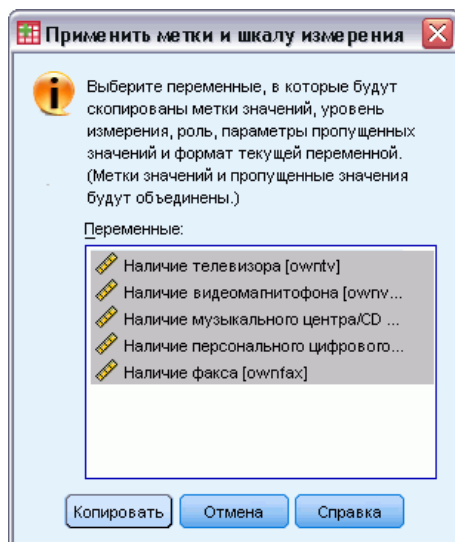 Применить метки и шкалу измерения
Выберите переменные, в которые будут
скопированы метки значений, уровень
измерения, роль, параметры пропущенных
значений и формат текущей переменной.
(Метки значений и пропущенные значения
будут объединены.)
Переменные:
Наличие телевизора [owntv]
Наличие видеомагнитофона [ownv...
Наличие музыкального центра/CD ...
Наличие персонального цифрового...
Наличие факса [ownfax]
Копировать Отмена Справка